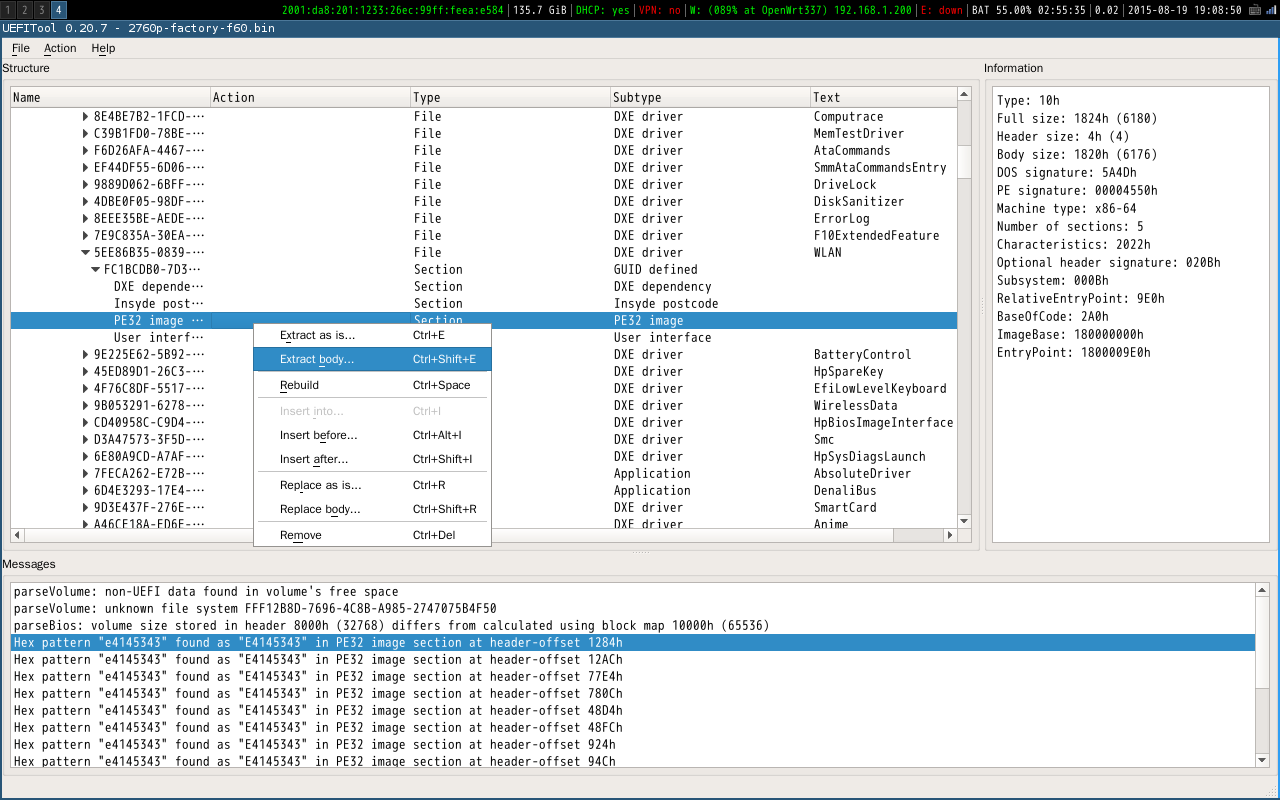 1 2 3 4 2001:da8:201:1233:26ec:99ff:feea:e584 135.7 GiB DHCP: yes VPN: no W: (089% at OpenWrt337) 192.168.1.200 E: down BAT 55.00% 02:55:35 0.02 2015-08-19 19:08:50
UEFITool 0.20.7 - 2760p-factory-f60.bin
File Action Help
Structure
Name Action Type Subtype Text
8E4BE7B2-1FCD-··· File DXE driver Computrace
C39B1FD0-78BE-··· File DXE driver MemTestDriver
F6D26AFA-4467-··· File DXE driver AtaCommands
EF44DF55-6D06-··· File DXE driver SmmAtaCommandsEntry
9889D062-6BFF-··· File DXE driver DriveLock
4DBE0F05-98DF-··· File DXE driver DiskSanitizer
8EEE35BE-AEDE-··· File DXE driver ErrorLog
7E9C835A-30EA-··· File DXE driver F10ExtendedFeature
5EE86B35-0839-··· File DXE driver WLAN
FC1BCDB0-7D3··· Section GUID defined
DXE depende··· Section DXE dependency
Insyde post··· Section Insyde postcode
PE32 image ··· Section PE32 image
User interf··· User interface
9E225E62-5B92-··· DXE driver BatteryControl
45ED89D1-26C3-··· DXE driver HpSpareKey
4F76C8DF-5517-··· DXE driver EfiLowLevelKeyboard
9B053291-6278-··· DXE driver WirelessData
CD40958C-C9D4-··· DXE driver HpBiosImageInterface
D3A47573-3F5D-··· DXE driver Smc
6E80A9CD-A7AF-··· DXE driver HpSysDiagsLaunch
7FECA262-E72B-··· Application AbsoluteDriver
6D4E3293-17E4-··· Application DenaliBus
9D3E437F-276E-··· DXE driver SmartCard
A46CE18A-FD6F-··· DXE driver Anime
Extract as is... Ctrl+E
Extract body... Ctrl+Shift+E
Rebuild Ctrl+Space
Insert into... Ctrl+I
Insert before... Ctrl+Alt+I
Insert after... Ctrl+Shift+I
Replace as is... Ctrl+R
Replace body... Ctrl+Shift+R
Remove Ctrl+Del
Information
Type: 10h
Full size: 1824h (6180)
Header size: 4h (4)
Body size: 1820h (6176)
DOS signature: 5A4Dh
PE signature: 00004550h
Machine type: x86-64
Number of sections: 5
Characteristics: 2022h
Optional header signature: 020Bh
Subsystem: 000Bh
RelativeEntryPoint: 9E0h
BaseOfCode: 2A0h
ImageBase: 180000000h
EntryPoint: 1800009E0h
Messages
parseVolume: non-UEFI data found in volume's free space
parseVolume: unknown file system FFF12B8D-7696-4C8B-A985-2747075B4F50
parseBios: volume size stored in header 8000h (32768) differs from calculated using block map 10000h (65536)
Hex pattern "e4145343" found as "E4145343" in PE32 image section at header-offset 1284h
Hex pattern "e4145343" found as "E4145343" in PE32 image section at header-offset 12ACh
Hex pattern "e4145343" found as "E4145343" in PE32 image section at header-offset 77E4h
Hex pattern "e4145343" found as "E4145343" in PE32 image section at header-offset 780Ch
Hex pattern "e4145343" found as "E4145343" in PE32 image section at header-offset 48D4h
Hex pattern "e4145343" found as "E4145343" in PE32 image section at header-offset 48FCh
Hex pattern "e4145343" found as "E4145343" in PE32 image section at header-offset 924h
Hex pattern "e4145343" found as "E4145343" in PE32 image section at header-offset 94Ch